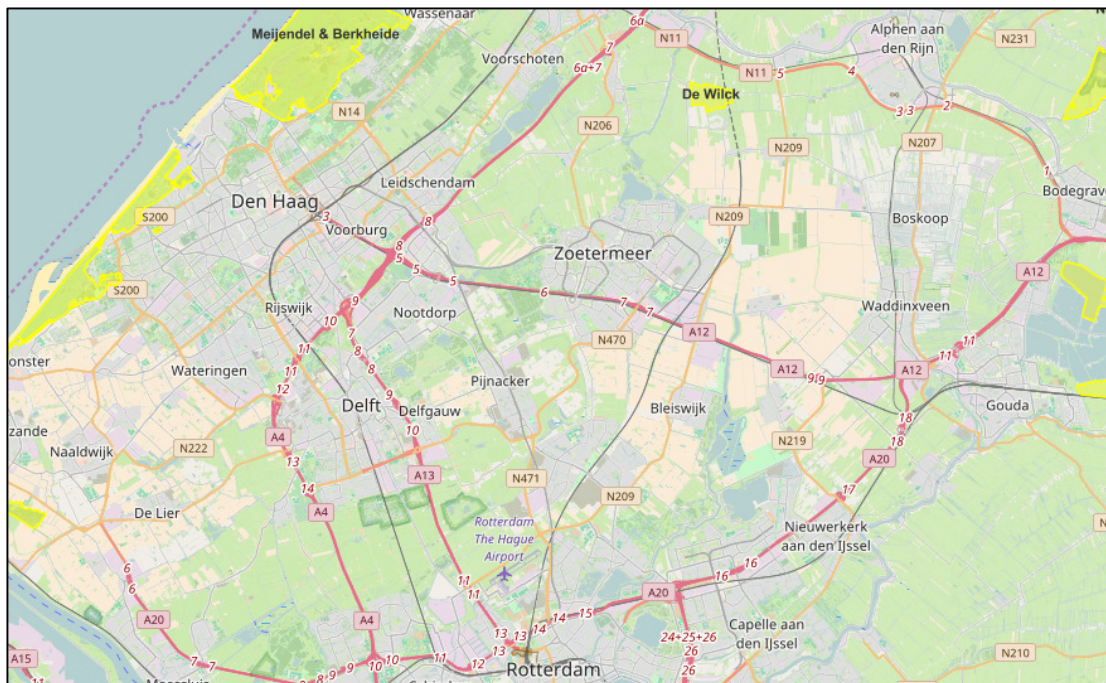 Wassenaar
6a
N11
Alphen aan
den Rijn
N231
Meijendel & Berkheide
Voorschoten
7
6a+7
N11
5
4
De Wilck
3
3
2
N14
N206
N209
N207
1
Leidschendam
Den Haag
3
S200
Voorburg
8
N209
Boskoop
Bodegrav
8
5
5
5
Zoetermeer
A12
S200
Rijswijk
9
10
Nootdorp
6
7
7
A12
Waddinxveen
7
8
N470
11
11
onster
Wateringen
11
12
9
Pijnacker
A12
9
9
A12
11
Gouda
Delft
Delfgauw
Bleiswijk
18
18
zande
Naaldwijk
N222
A4
10
N219
A20
13
14
A13
N471
N209
17
De Lier
A4
Rotterdam
The Hague
Airport
Nieuwerkerk
aan den IJssel
6
6
11
11
16
16
A20
A4
13
13
13
14
14
15
A20
24+25+26
26
26
Capelle aan
den IJssel
A15
11
7
7
8
9
9
10
10
11
12
Rotterdam
N210